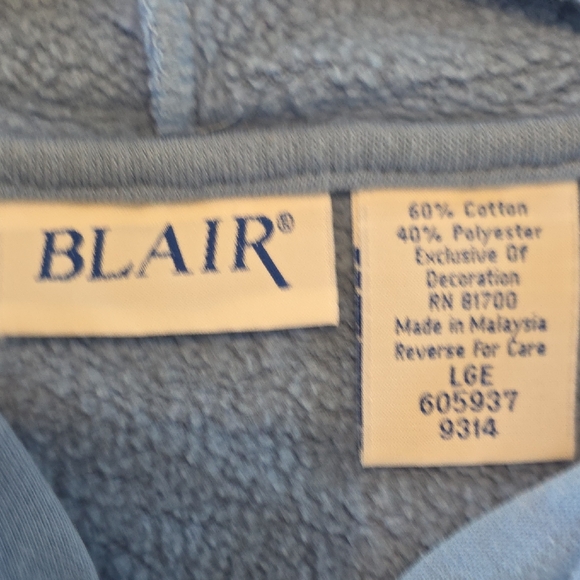 BLAIR®
60% Cotton
40% Polyester
Exclusive Of
Decoration
RN 81700
Made in Malaysia
Reverse For Care
LGE
605937
9314